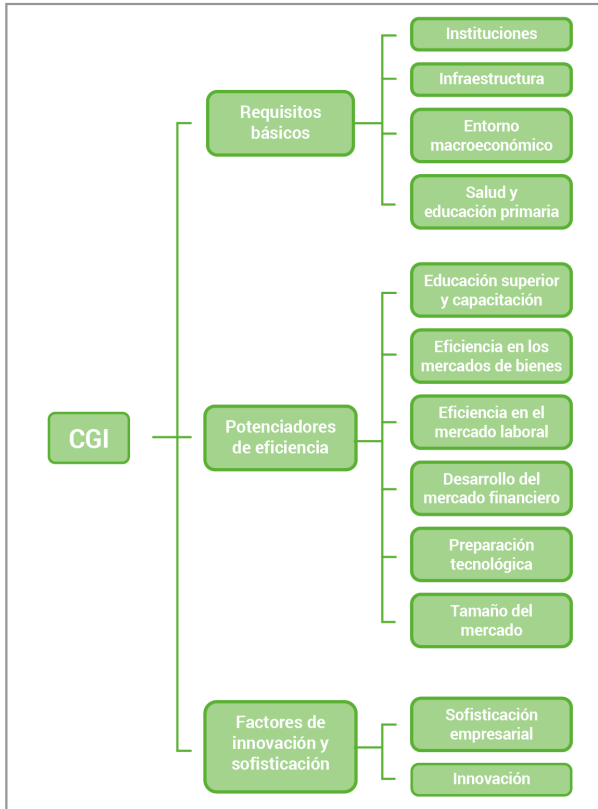 CGI
Requisitos
básicos
Instituciones
Infraestructura
Entorno
macroeconómico
Salud y
educación primaria
Potenciadores
de eficiencia
Educación superior
y capacitación
Eficiencia en los
mercados de bienes
Eficiencia en el
mercado laboral
Desarrollo del
mercado financiero
Preparación
tecnológica
Tamaño del
mercado
Factores de
innovación y
sofisticación
Sofisticación
empresarial
Innovación